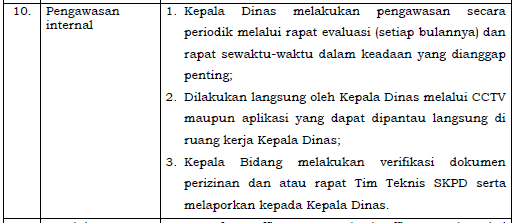 10. Pengawasan internal
1. Kepala Dinas melakukan pengawasan secara
periodik melalui rapat evaluasi (setiap bulannya) dan
rapat sewaktu-waktu dalam keadaan yang dianggap
penting;
2. Dilakukan langsung oleh Kepala Dinas melalui CCTV
maupun aplikasi yang dapat dipantau langsung di
ruang kerja Kepala Dinas;
3. Kepala Bidang melakukan verifikasi dokumen
perizinan dan atau rapat Tim Teknis SKPD serta
melaporkan kepada Kepala Dinas.